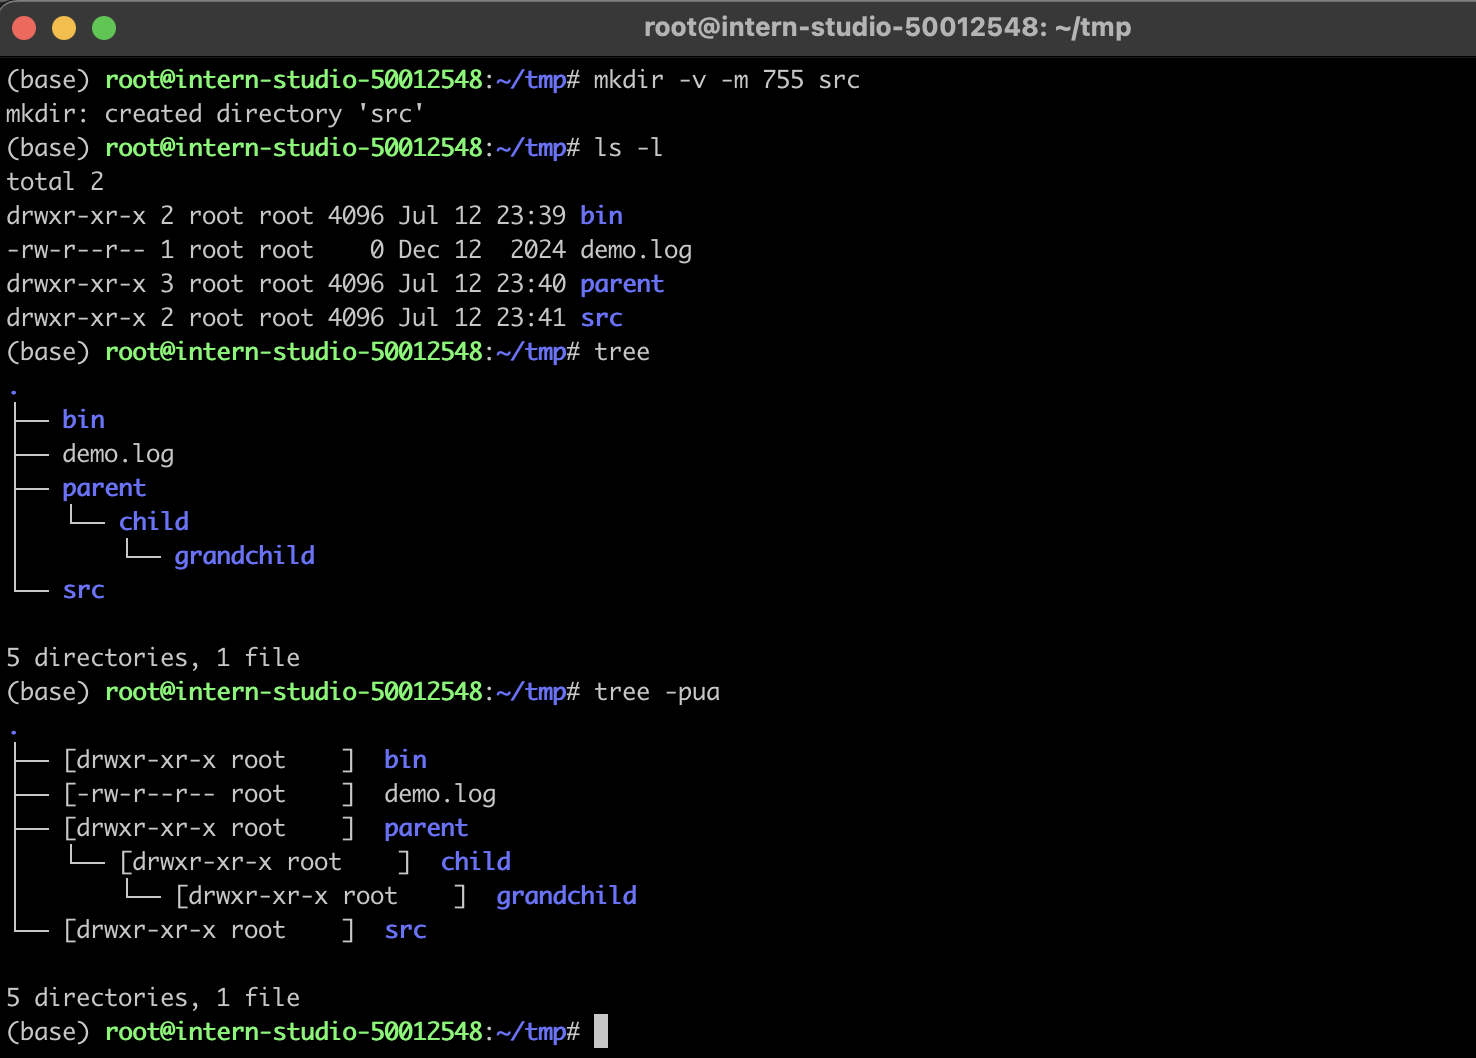 root@intern-studio-50012548: ~/tmp
(base) root@intern-studio-50012548:~/tmp# mkdir -v -m 755 src
mkdir: created directory 'src'
(base) root@intern-studio-50012548:~/tmp# ls -l
total 2
drwxr-xr-x 2 root root 4096 Jul 12 23:39 bin
-rw-r--r-- 1 root root    0 Dec 12  2024 demo.log
drwxr-xr-x 3 root root 4096 Jul 12 23:40 parent
drwxr-xr-x 2 root root 4096 Jul 12 23:41 src
(base) root@intern-studio-50012548:~/tmp# tree
.
├── bin
├── demo.log
├── parent
│   └── child
│       └── grandchild
└── src

5 directories, 1 file
(base) root@intern-studio-50012548:~/tmp# tree -pua
.
├── [drwxr-xr-x root    ]  bin
├── [-rw-r--r-- root    ]  demo.log
├── [drwxr-xr-x root    ]  parent
│   └── [drwxr-xr-x root    ]  child
│       └── [drwxr-xr-x root    ]  grandchild
└── [drwxr-xr-x root    ]  src

5 directories, 1 file
(base) root@intern-studio-50012548:~/tmp#